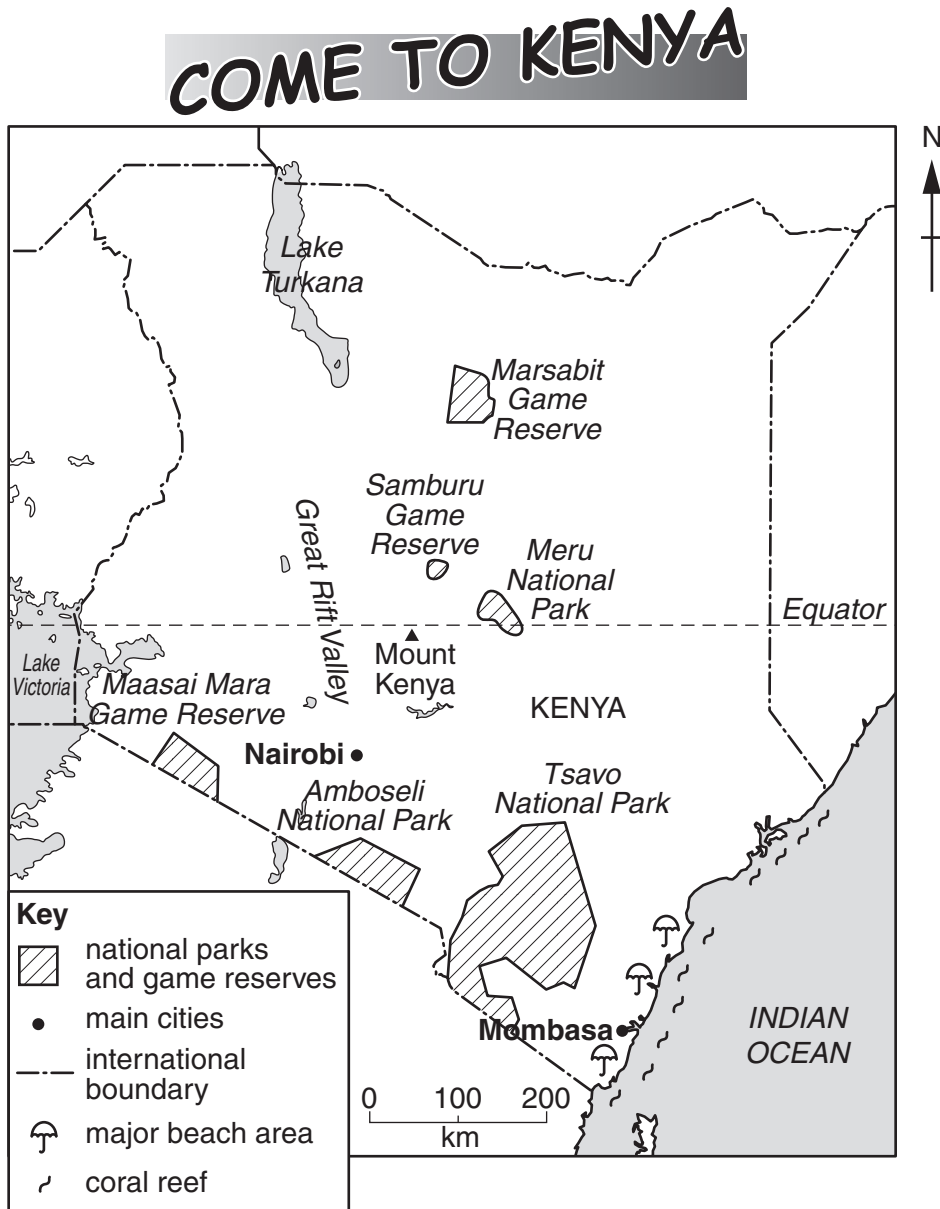 COME TO KENYA
N
Lake
Turkana
Marsabit
Game
Reserve
Samburu
Game
Reserve
Great Rift Valley
Meru
National
Park
Equator
Lake
Victoria
Mount
Kenya
Maasai Mara
Game Reserve
KENYA
Nairobi
Tsavo
National Park
Amboseli
National Park
Key
national parks
and game reserves
main cities
international
boundary
major beach area
coral reef
Mombasa
INDIAN
OCEAN
0 100 200
km